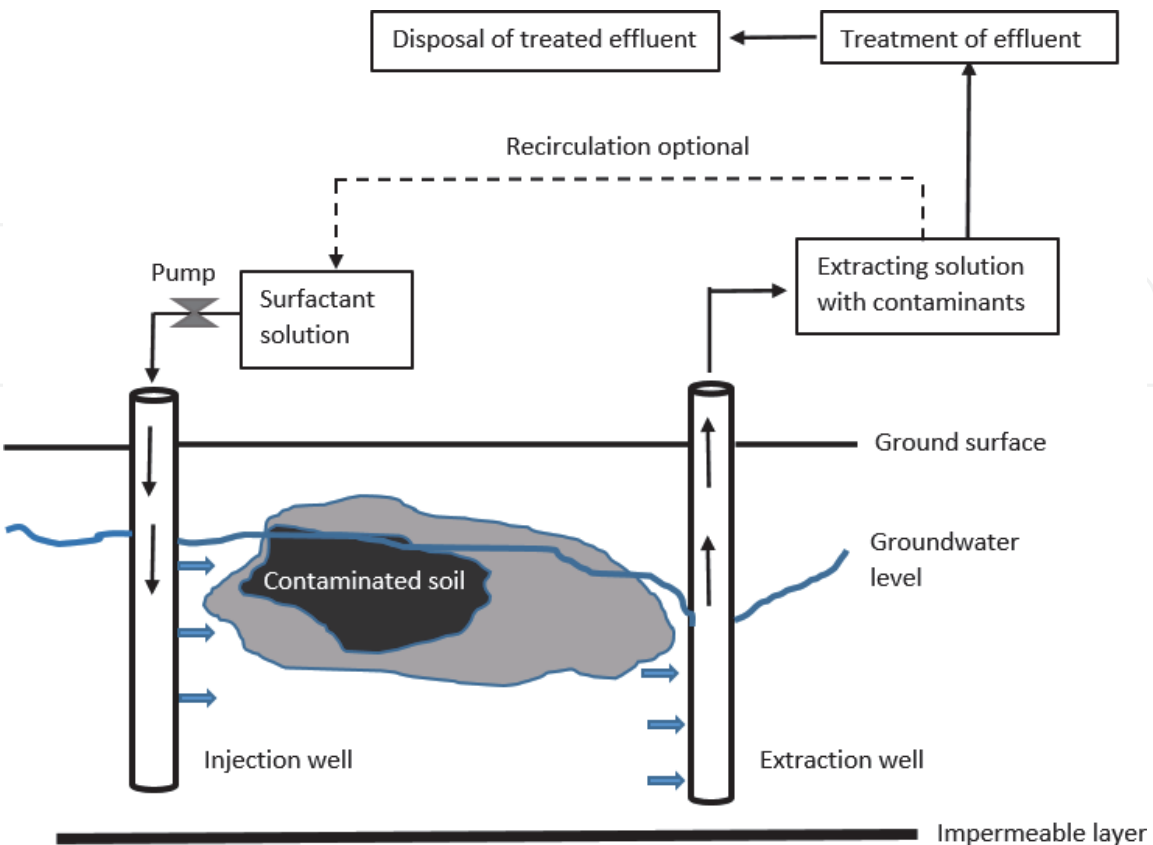 Disposal of treated effluent
Treatment of effluent
Recirculation optional
Pump
Surfactant
solution
Extracting solution
with contaminants
Ground surface
Groundwater
level
Contaminated soil
Injection well
Extraction well
Impermeable layer